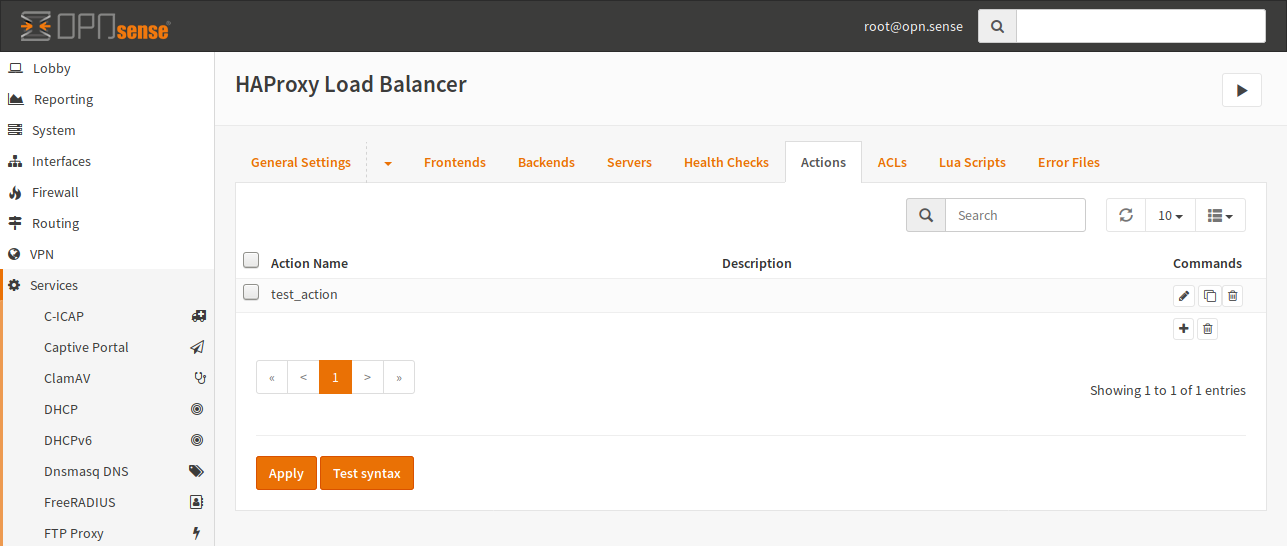 OPNsense®
root@opn.sense
Lobby
Reporting
System
Interfaces
Firewall
Routing
VPN
Services
C-ICAP
Captive Portal
ClamAV
DHCP
DHCPv6
Dnsmasq DNS
FreeRADIUS
FTP Proxy
HAProxy Load Balancer
General Settings Frontends Backends Servers Health Checks Actions ACLs Lua Scripts Error Files
Search 10
Action Name Description Commands
test_action
« < 1 > »
Showing 1 to 1 of 1 entries
Apply Test syntax